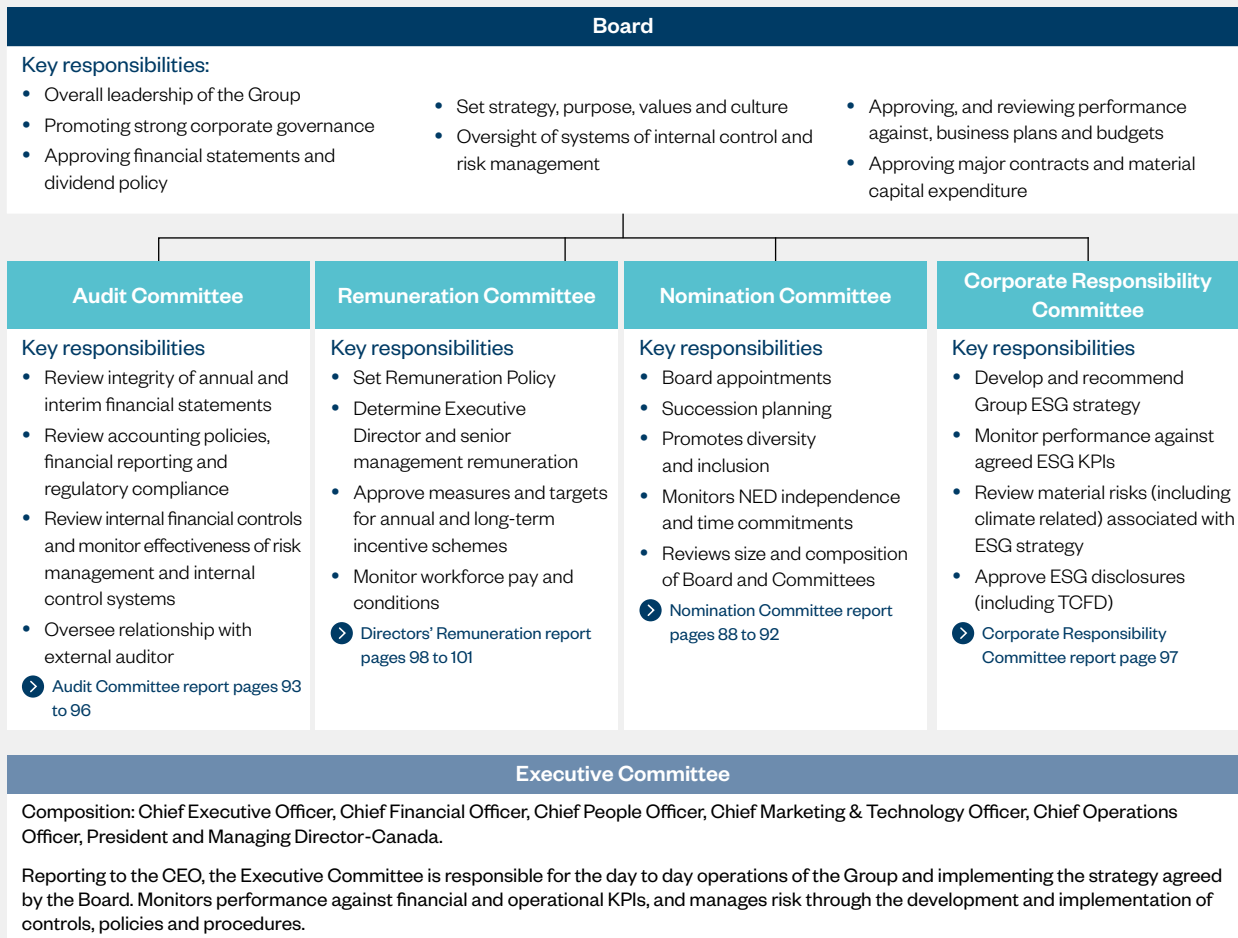 Board
Key responsibilities:
Overall leadership of the Group
Promoting strong corporate governance
Approving financial statements and
dividend policy
Set strategy, purpose, values and culture
Oversight of systems of internal control and
risk management
Approving, and reviewing performance
against, business plans and budgets
Approving major contracts and material
capital expenditure
Audit Committee
Key responsibilities
Review integrity of annual and
interim financial statements
Review accounting policies,
financial reporting and
regulatory compliance
Review internal financial controls
and monitor effectiveness of risk
management and internal
control systems
Oversee relationship with
external auditor
Audit Committee report pages 93
to 96
Remuneration Committee
Key responsibilities
Set Remuneration Policy
Determine Executive
Director and senior
management remuneration
Approve measures and targets
for annual and long-term
incentive schemes
Monitor workforce pay and
conditions
Directors' Remuneration report
pages 98 to 101
Nomination Committee
Key responsibilities
Board appointments
Succession planning
Promotes diversity
and inclusion
Monitors NED independence
and time commitments
Reviews size and composition
of Board and Committees
Nomination Committee report
pages 88 to 92
Corporate Responsibility
Committee
Key responsibilities
Develop and recommend
Group ESG strategy
Monitor performance against
agreed ESG KPIs
Review material risks (including
climate related) associated with
ESG strategy
Approve ESG disclosures
(including TCFD)
Corporate Responsibility
Committee report page 97
Executive Committee
Composition: Chief Executive Officer, Chief Financial Officer, Chief People Officer, Chief Marketing & Technology Officer, Chief Operations
Officer, President and Managing Director-Canada.
Reporting to the CEO, the Executive Committee is responsible for the day to day operations of the Group and implementing the strategy agreed
by the Board. Monitors performance against financial and operational KPIs, and manages risk through the development and implementation of
controls, policies and procedures.